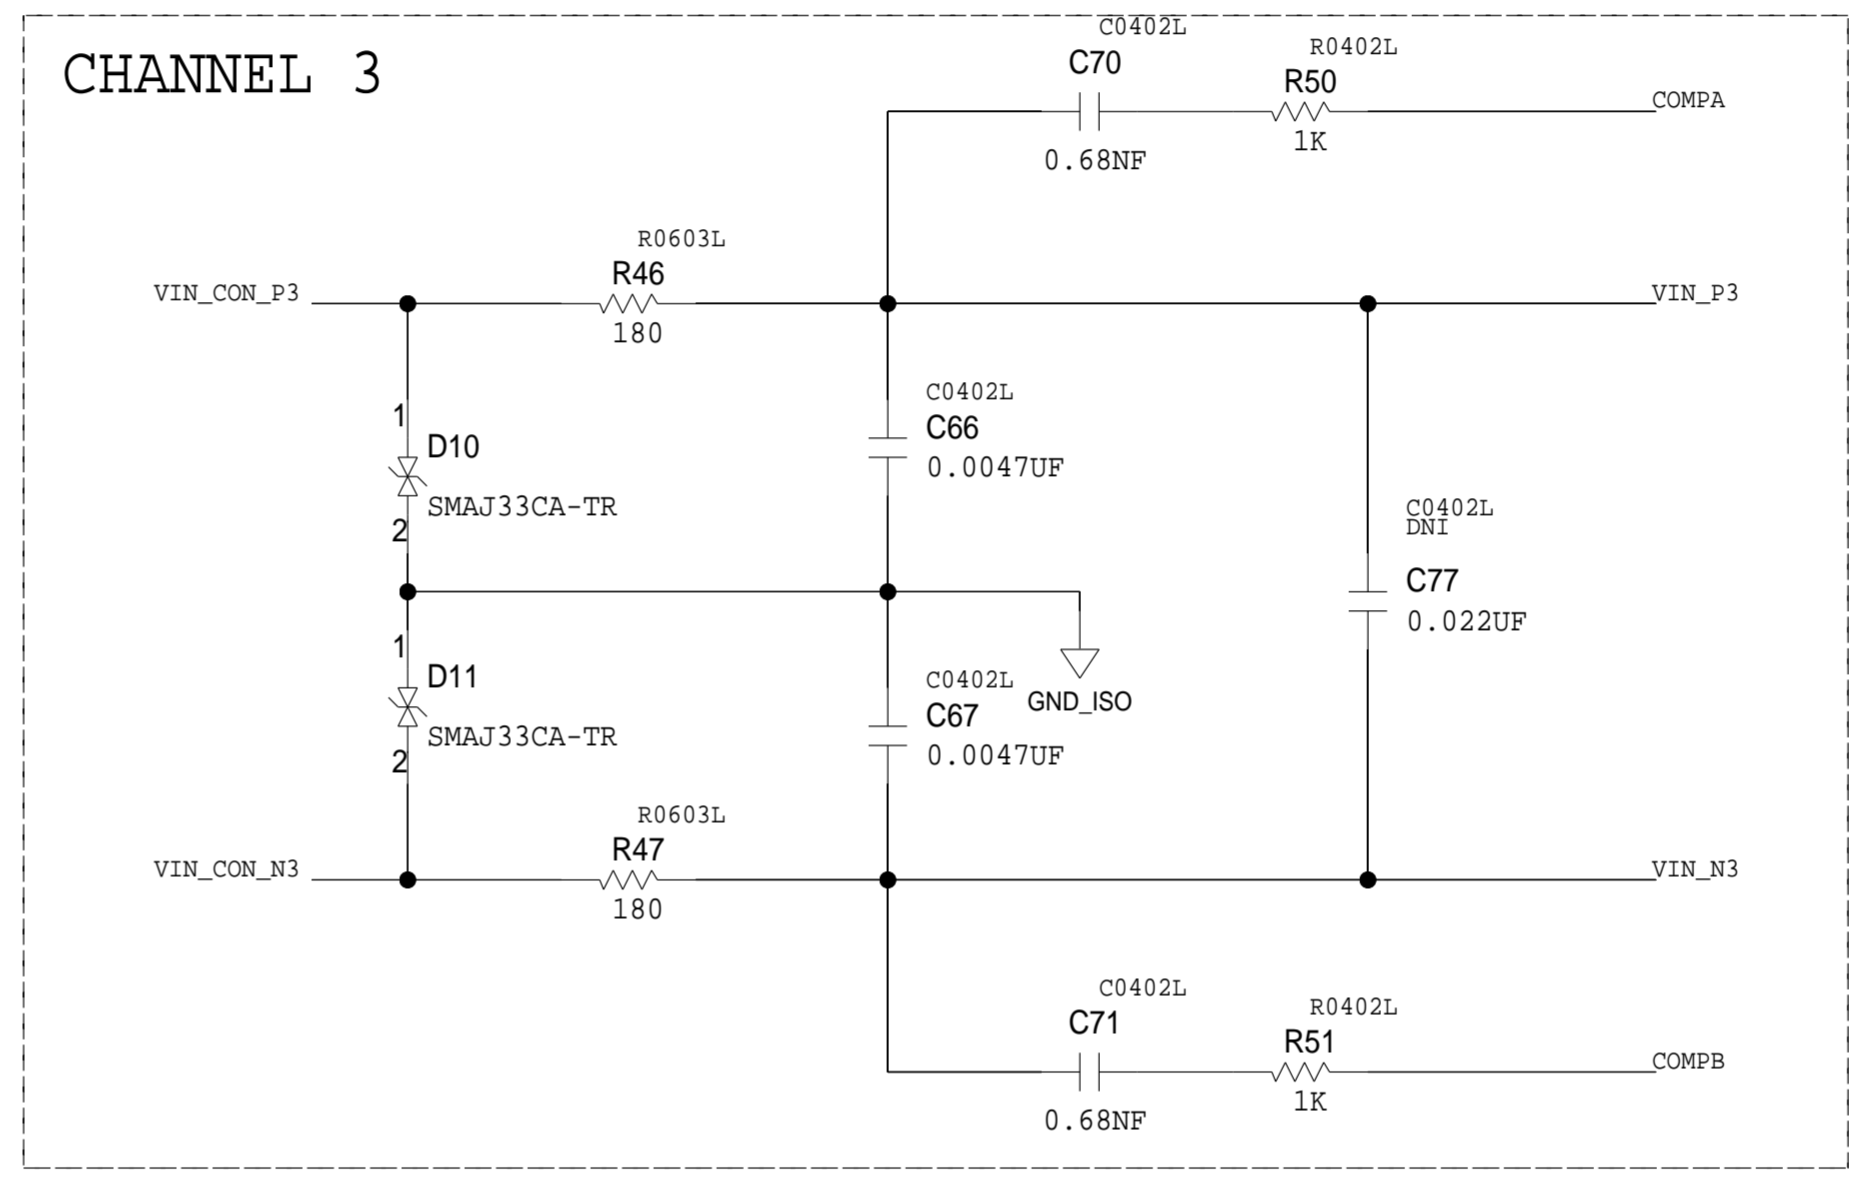 CHANNEL 3
C0402L
C70
0.68NF
R0402L
R50
1K
COMPA
R0603L
R46
180
VIN_CON_P3
VIN_P3
1
D10
SMAJ33CA-TR
2
C0402L
C66
0.0047UF
C0402L
DNI
C77
0.022UF
1
D11
SMAJ33CA-TR
2
C0402L
C67
0.0047UF
GND_ISO
R0603L
R47
180
VIN_CON_N3
VIN_N3
C0402L
C71
0.68NF
R0402L
R51
1K
COMPB